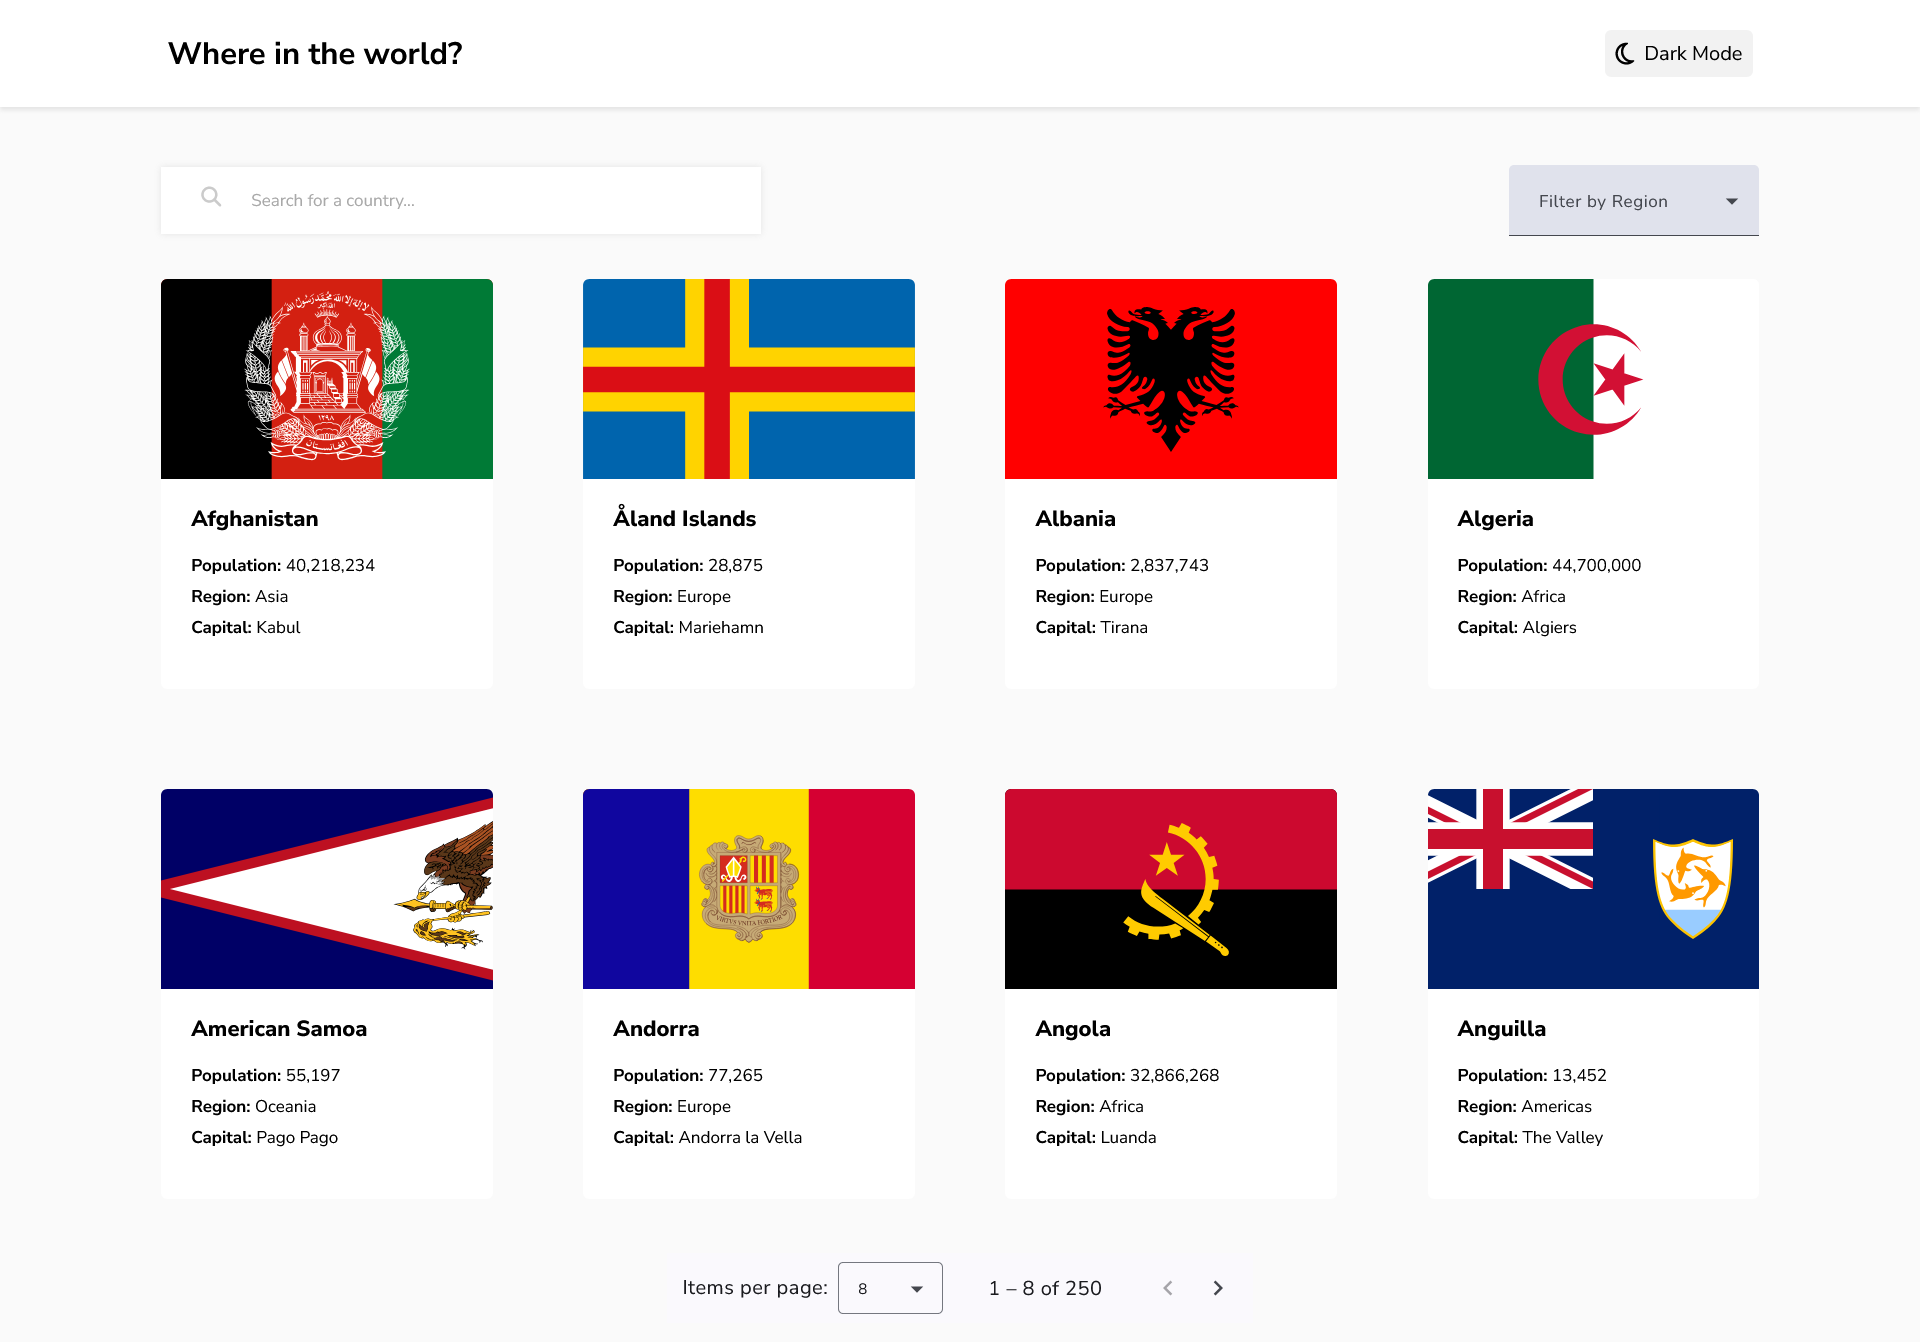 Where in the world?
Dark Mode
Search for a country...
Filter by Region
Afghanistan
Population: 40,218,234
Region: Asia
Capital: Kabul
Åland Islands
Population: 28,875
Region: Europe
Capital: Mariehamn
Albania
Population: 2,837,743
Region: Europe
Capital: Tirana
Algeria
Population: 44,700,000
Region: Africa
Capital: Algiers
VIRTUS VNITA FORTIOR
American Samoa
Population: 55,197
Region: Oceania
Capital: Pago Pago
Andorra
Population: 77,265
Region: Europe
Capital: Andorra la Vella
Angola
Population: 32,866,268
Region: Africa
Capital: Luanda
Anguilla
Population: 13,452
Region: Americas
Capital: The Valley
Items per page: 8
1 – 8 of 250